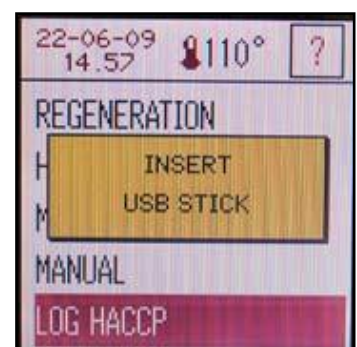 22-06-09
14.57
110°
?
REGENERATION
INSERT
USB STICK
MANUAL
LOG HACCP